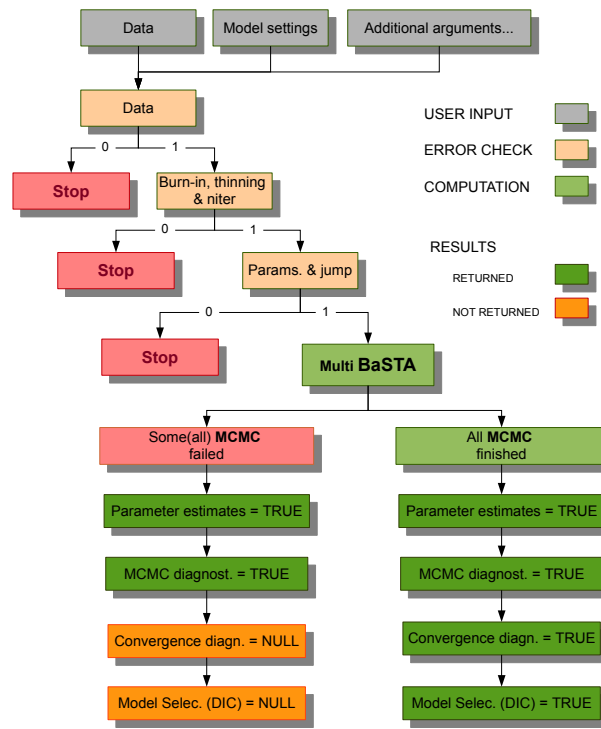 Data
Model settings
Additional arguments...
Data
USER INPUT
ERROR CHECK
COMPUTATION
0
1
Stop
Burn-in, thinning
& niter
0
1
RESULTS
RETURNED
NOT RETURNED
Stop
Params. & jump
0
1
Stop
Multi BaSTA
Some(all) MCMC
failed
All MCMC
finished
Parameter estimates = TRUE
Parameter estimates = TRUE
MCMC diagnost. = TRUE
MCMC diagnost. = TRUE
Convergence diagn. = NULL
Convergence diagn. = TRUE
Model Selec. (DIC) = NULL
Model Selec. (DIC) = TRUE